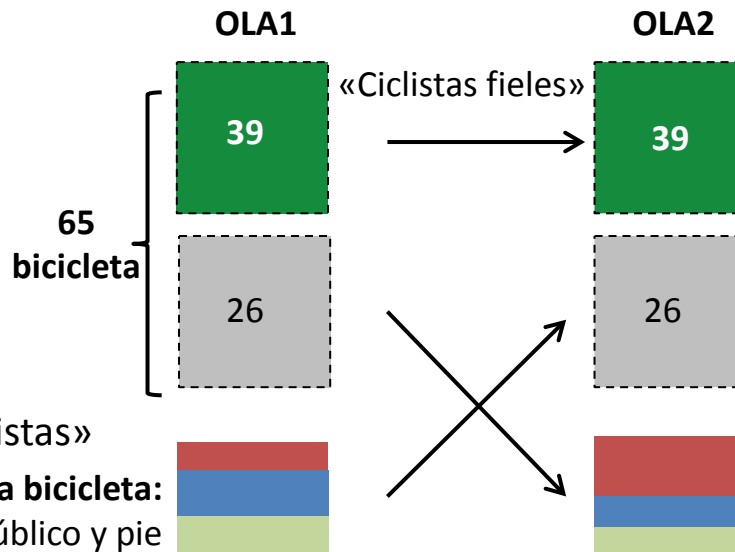 OLA1
OLA2
«Ciclistas fieles»
39
39
65
bicicleta
26
26
istas»
a bicicleta:
úblico y pie